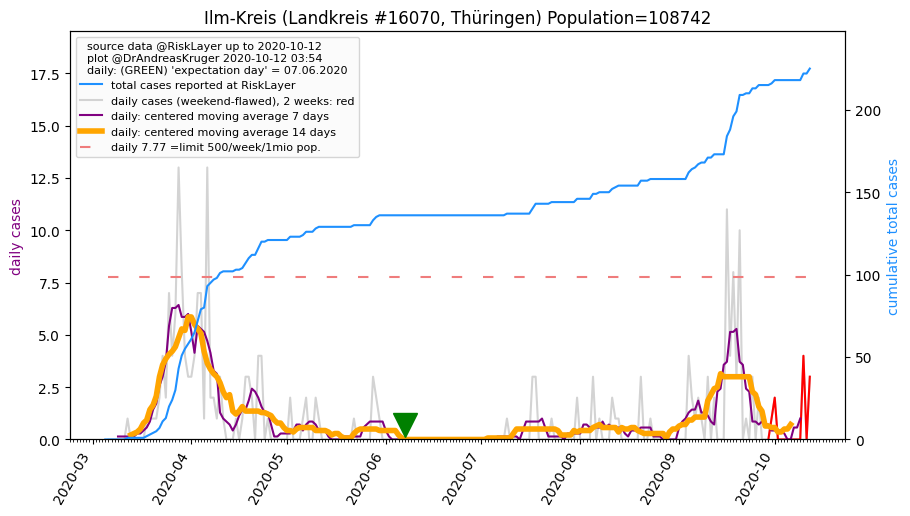 Ilm-Kreis (Landkreis #16070, Thüringen) Population=108742
source data @RiskLayer up to 2020-10-12
plot @DrAndreasKruger 2020-10-12 03:54
daily: (GREEN) 'expectation day' = 07.06.2020
total cases reported at RiskLayer
daily cases (weekend-flawed), 2 weeks: red
daily: centered moving average 7 days
daily: centered moving average 14 days
daily 7.77 =limit 500/week/1mio pop.
daily cases
17.5
15.0
12.5
10.0
7.5
5.0
2.5
0.0
200
150
100
50
0
cumulative total cases
2020-03
2020-04
2020-05
2020-06
2020-07
2020-08
2020-09
2020-10